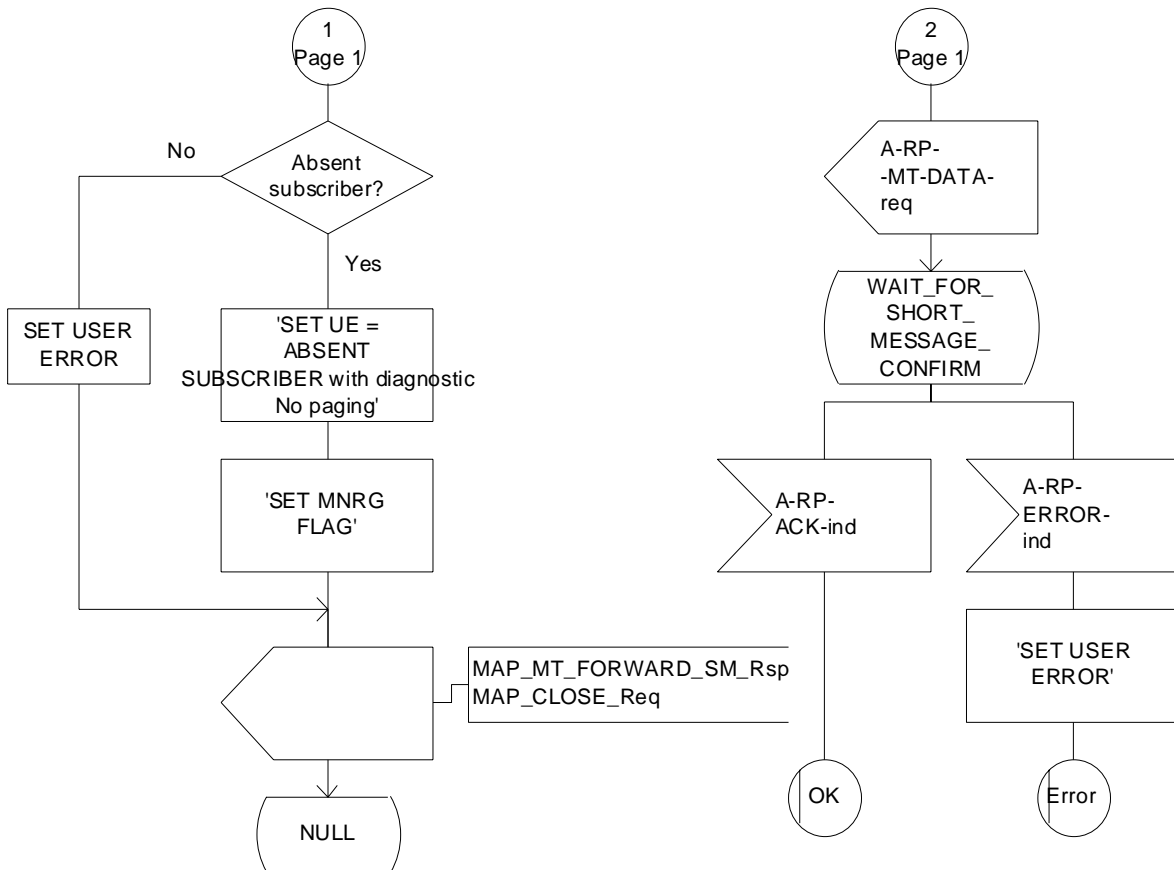 1
Page 1
No
Absent
subscriber?
Yes
SET USER
ERROR
'SET UE =
ABSENT
SUBSCRIBER with diagnostic
No paging'
'SET MNRG
FLAG'
MAP_MT_FORWARD_SM_Rsp
MAP_CLOSE_Req
NULL
2
Page 1
A-RP-
-MT-DATA-
req
WAIT_FOR_
SHORT_
MESSAGE_
CONFIRM
A-RP-
ACK-ind
A-RP-
ERROR-
ind
'SET USER
ERROR'
OK
Error